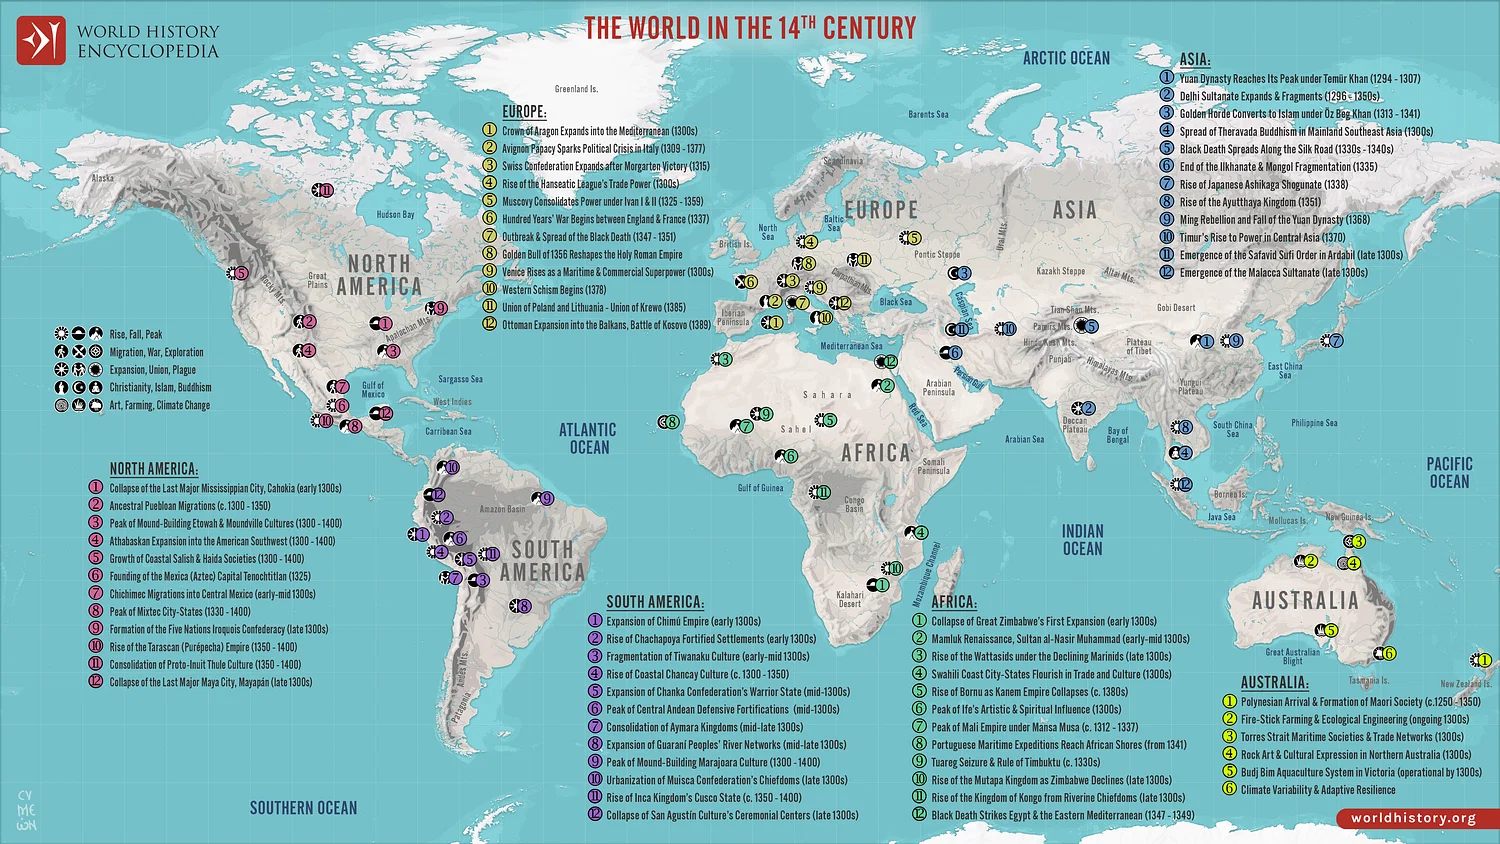 WORLD HISTORY
ENCYCLOPEDIA
THE WORLD IN THE 14TH CENTURY
EUROPE:
1 Crown of Aragon Expands into the Mediterranean (1300s)
2 Avignon Papacy Sparks Political Crisis in Italy (1309 - 1377)
3 Swiss Confederation Expands after Morgarten Victory (1315)
4 Rise of the Hanseatic League's Trade Power (1300s)
5 Muscovy Consolidates Power under Ivan I & II (1325 - 1359)
6 Hundred Years' War Begins between England & France (1337)
7 Outbreak & Spread of the Black Death (1347 - 1351)
8 Golden Bull of 1356 Reshapes the Holy Roman Empire
9 Venice Rises as a Maritime & Commercial Superpower (1300s)
10 Western Schism Begins (1378)
11 Union of Poland and Lithuania - Union of Krewo (1385)
12 Ottoman Expansion into the Balkans, Battle of Kosovo (1389)
ASIA:
1 Yuan Dynasty Reaches Its Peak under Temür Khan (1294 - 1307)
2 Delhi Sultanate Expands & Fragments (1296 - 1350s)
3 Golden Horde Converts to Islam under Öz Beg Khan (1313 - 1341)
4 Spread of Theravada Buddhism in Mainland Southeast Asia (1300s)
5 Black Death Spreads Along the Silk Road (1330s -1340s)
6 End of the Ilkhanate & Mongol Fragmentation (1335)
7 Rise of Japanese Ashikaga Shogunate (1338)
8 Rise of the Ayutthaya Kingdom (1351)
9 Ming Rebellion and Fall of the Yuan Dynasty (1368)
10 Timur's Rise to Power in Central Asia (1370)
11 Emergence of the Safavid Sufi Order in Ardabil (late 1300s)
12 Emergence of the Malacca Sultanate (late 1300s)
Rise, Fall, Peak
Migration, War, Exploration
Expansion, Union, Plague
Christianity, Islam, Buddhism
Art, Farming, Climate Change
NORTH AMERICA:
1 Collapse of the Last Major Mississippian City, Cahokia (early 1300s)
2 Ancestral Puebloan Migrations (c. 1300 - 1350)
3 Peak of Mound-Building Etowah & Moundville Cultures (1300 - 1400)
4 Athabaskan Expansion into the American Southwest (1300 - 1400)
5 Growth of Coastal Salish & Haida Societies (1300 - 1400)
6 Founding of the Mexica (Aztec) Capital Tenochtitlan (1325)
7 Chichimec Migrations into Central Mexico (early-mid 1300s)
8 Peak of Mixtec City-States (1330 - 1400)
9 Formation of the Five Nations Iroquois Confederacy (late 1300s)
10 Rise of the Tarascan (Purépecha) Empire (1350 - 1400)
11 Consolidation of Proto-Inuit Thule Culture (1350 - 1400)
12 Collapse of the Last Major Maya City, Mayapán (late 1300s)
SOUTH AMERICA:
1 Expansion of Chimú Empire (early 1300s)
2 Rise of Chachapoya Fortified Settlements (early 1300s)
3 Fragmentation of Tiwanaku Culture (early-mid 1300s)
4 Rise of Coastal Chancay Culture (c. 1300 - 1350)
5 Expansion of Chanka Confederation's Warrior State (mid-1300s)
6 Peak of Central Andean Defensive Fortifications (mid-1300s)
7 Consolidation of Aymara Kingdoms (mid-late 1300s)
8 Expansion of Guaraní Peoples' River Networks (mid-late 1300s)
9 Peak of Mound-Building Marajoara Culture (1300 - 1400)
10 Urbanization of Muisca Confederation's Chiefdoms (late 1300s)
11 Rise of Inca Kingdom's Cusco State (c. 1350 - 1400)
12 Collapse of San Agustín Culture's Ceremonial Centers (late 1300s)
AFRICA:
1 Collapse of Great Zimbabwe's First Expansion (early 1300s)
2 Mamluk Renaissance, Sultan al-Nasir Muhammad (early-mid 1300s)
3 Rise of the Wattasids under the Declining Marinids (late 1300s)
4 Swahili Coast City-States Flourish in Trade and Culture (1300s)
5 Rise of Bornu as Kanem Empire Collapses (c. 1380s)
6 Peak of Ife's Artistic & Spiritual Influence (1300s)
7 Peak of Mali Empire under Mansa Musa (c. 1312 - 1337)
8 Portuguese Maritime Expeditions Reach African Shores (from 1341)
9 Tuareg Seizure & Rule of Timbuktu (c. 1330s)
10 Rise of the Mutapa Kingdom as Zimbabwe Declines (late 1300s)
11 Rise of the Kingdom of Kongo from Riverine Chiefdoms (late 1300s)
12 Black Death Strikes Egypt & the Eastern Mediterranean (1347 - 1349)
AUSTRALIA:
1 Polynesian Arrival & Formation of Maori Society (c.1250 - 1350)
2 Fire-Stick Farming & Ecological Engineering (ongoing 1300s)
3 Torres Strait Maritime Societies & Trade Networks (1300s)
4 Rock Art & Cultural Expression in Northern Australia (1300s)
5 Budj Bim Aquaculture System in Victoria (operational by 1300s)
6 Climate Variability & Adaptive Resilience
ARCTIC OCEAN
Greenland Is.
Barents Sea
Alaska
Hudson Bay
Scandinavia
Baltic Sea
North Sea
British Is.
EUROPE
ASIA
Ural Mts.
Pontic Steppe
Kazakh Steppe
Altai Mts.
Gobi Desert
Tian Shan Mts.
Pamirs Mts.
Hindu Kush Mts.
Punjab
Plateau of Tibet
Himalayas Mts.
Yungui Plateau
East China Sea
NORTH AMERICA
Great Plains
Rocky Mts.
Apalachan Mts.
Gulf of Mexico
Sargasso Sea
West Indies
Carribean Sea
ATLANTIC OCEAN
Carpathian Mts.
Black Sea
Caspian Sea
Iberian Peninsula
Mediterranean Sea
Persian Gulf
Arabian Peninsula
Red Sea
Sahara
Sahel
AFRICA
Somali Peninsula
Gulf of Guinea
Congo Basin
Kalahari Desert
Mozambique Channel
Arabian Sea
Deccan Plateau
Bay of Bengal
South China Sea
Philippine Sea
PACIFIC OCEAN
Borneo Is.
Java Sea
Mollucas Is.
New Guinea Is.
INDIAN OCEAN
Amazon Basin
SOUTH AMERICA
Andes Mts.
Patagonia
AUSTRALIA
Great Australian Bight
Tasmania Is.
New Zealand Is.
SOUTHERN OCEAN
worldhistory.org